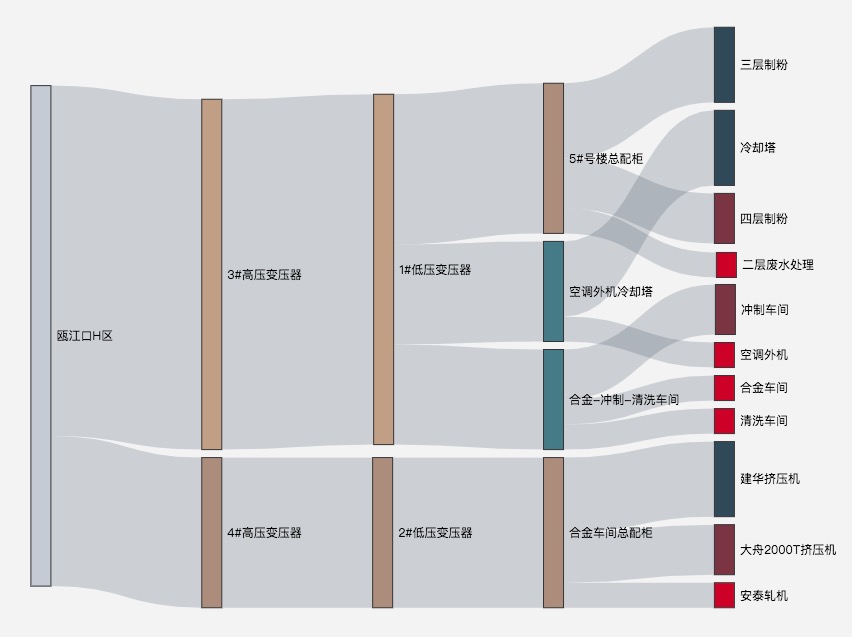 瓯江口H区
3#高压变压器
4#高压变压器
1#低压变压器
2#低压变压器
5#号楼总配柜
空调外机冷却塔
合金-冲制-清洗车间
合金车间总配柜
三层制粉
冷却塔
四层制粉
二层废水处理
冲制车间
空调外机
合金车间
清洗车间
建华挤压机
大舟2000T挤压机
安泰轧机